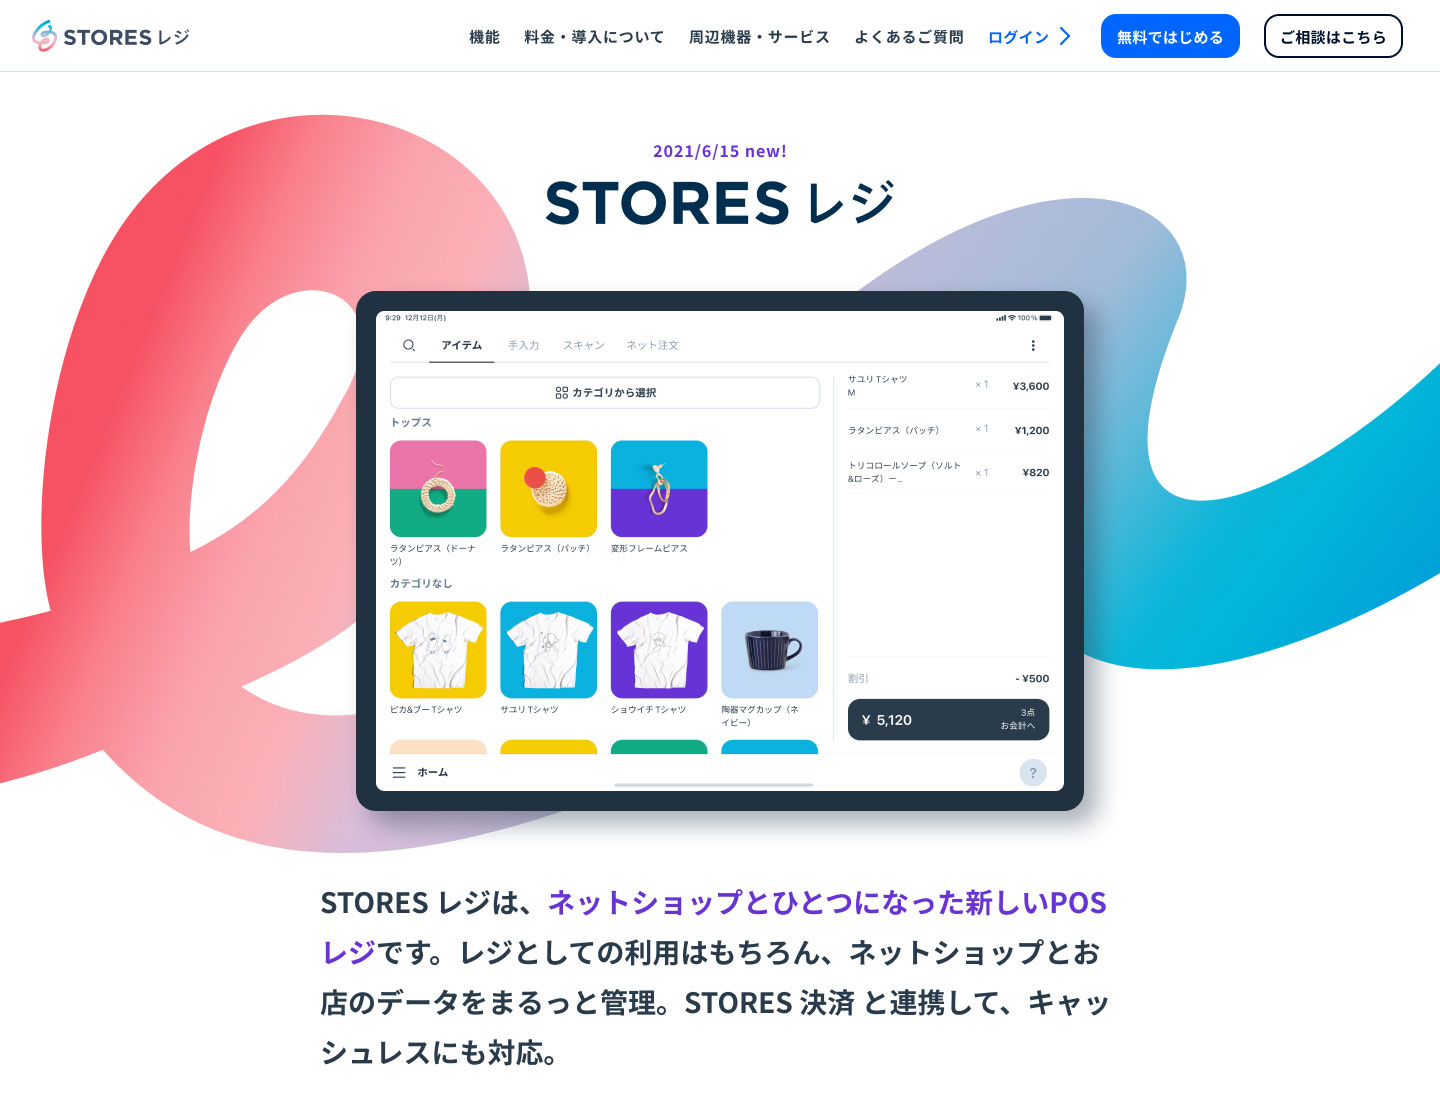 STORES レジ
機能
料金・導入について
周辺機器・サービス
よくあるご質問
ログイン
無料ではじめる
ご相談はこちら
2021/6/15 new!
STORES レジ
9:29 12月12日(月)
100%
アイテム
手入力
スキャン
ネット注文
カテゴリから選択
トップス
ラタンピアス（ドーナ
ツ）
ラタンピアス（パッチ）
変形フレームピアス
カテゴリなし
ピカ&ブー Tシャツ
サユリ Tシャツ
ショウイチ Tシャツ
陶器マグカップ（ネ
イビー）
サユリ Tシャツ
M
× 1
¥3,600
ラタンピアス（パッチ）
× 1
¥1,200
トリコロールソープ（ソルト
&ローズ）ー...
× 1
¥820
割引
- ¥500
¥ 5,120
3点
お会計へ
ホーム
?
STORES レジは、ネットショップとひとつになった新しいPOS
レジです。レジとしての利用はもちろん、ネットショップとお
店のデータをまるっと管理。STORES 決済 と連携して、キャッ
シュレスにも対応。